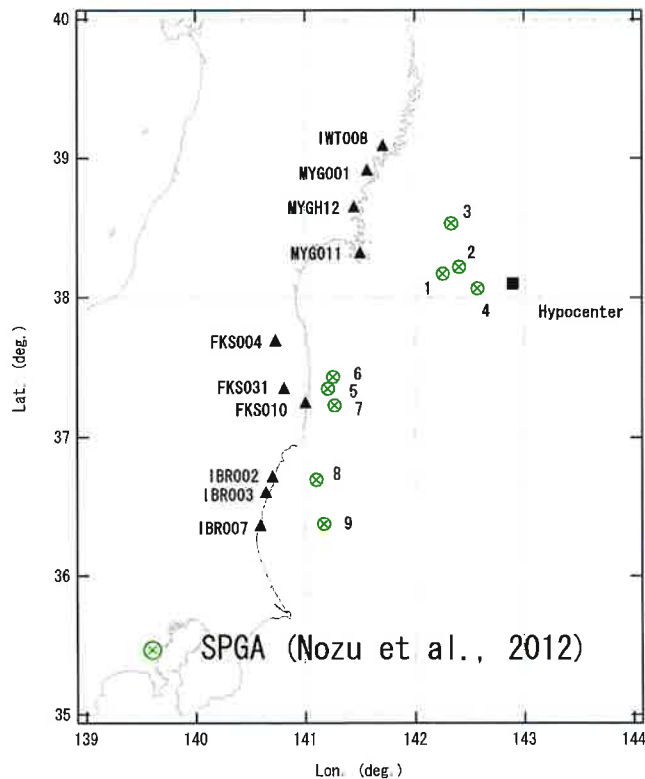 40
IWT008
39
MYG001
MYGH12
3
MYG011
2
1
38
4
Hypocenter
FKS004
6
FKS031
5
FKS010
7
37
IBR002
8
IBR003
IBR007
9
36
SPGA (Nozu et al., 2012)
35
139
140
141
142
143
144
Lat. (deg.)
Lon. (deg.)